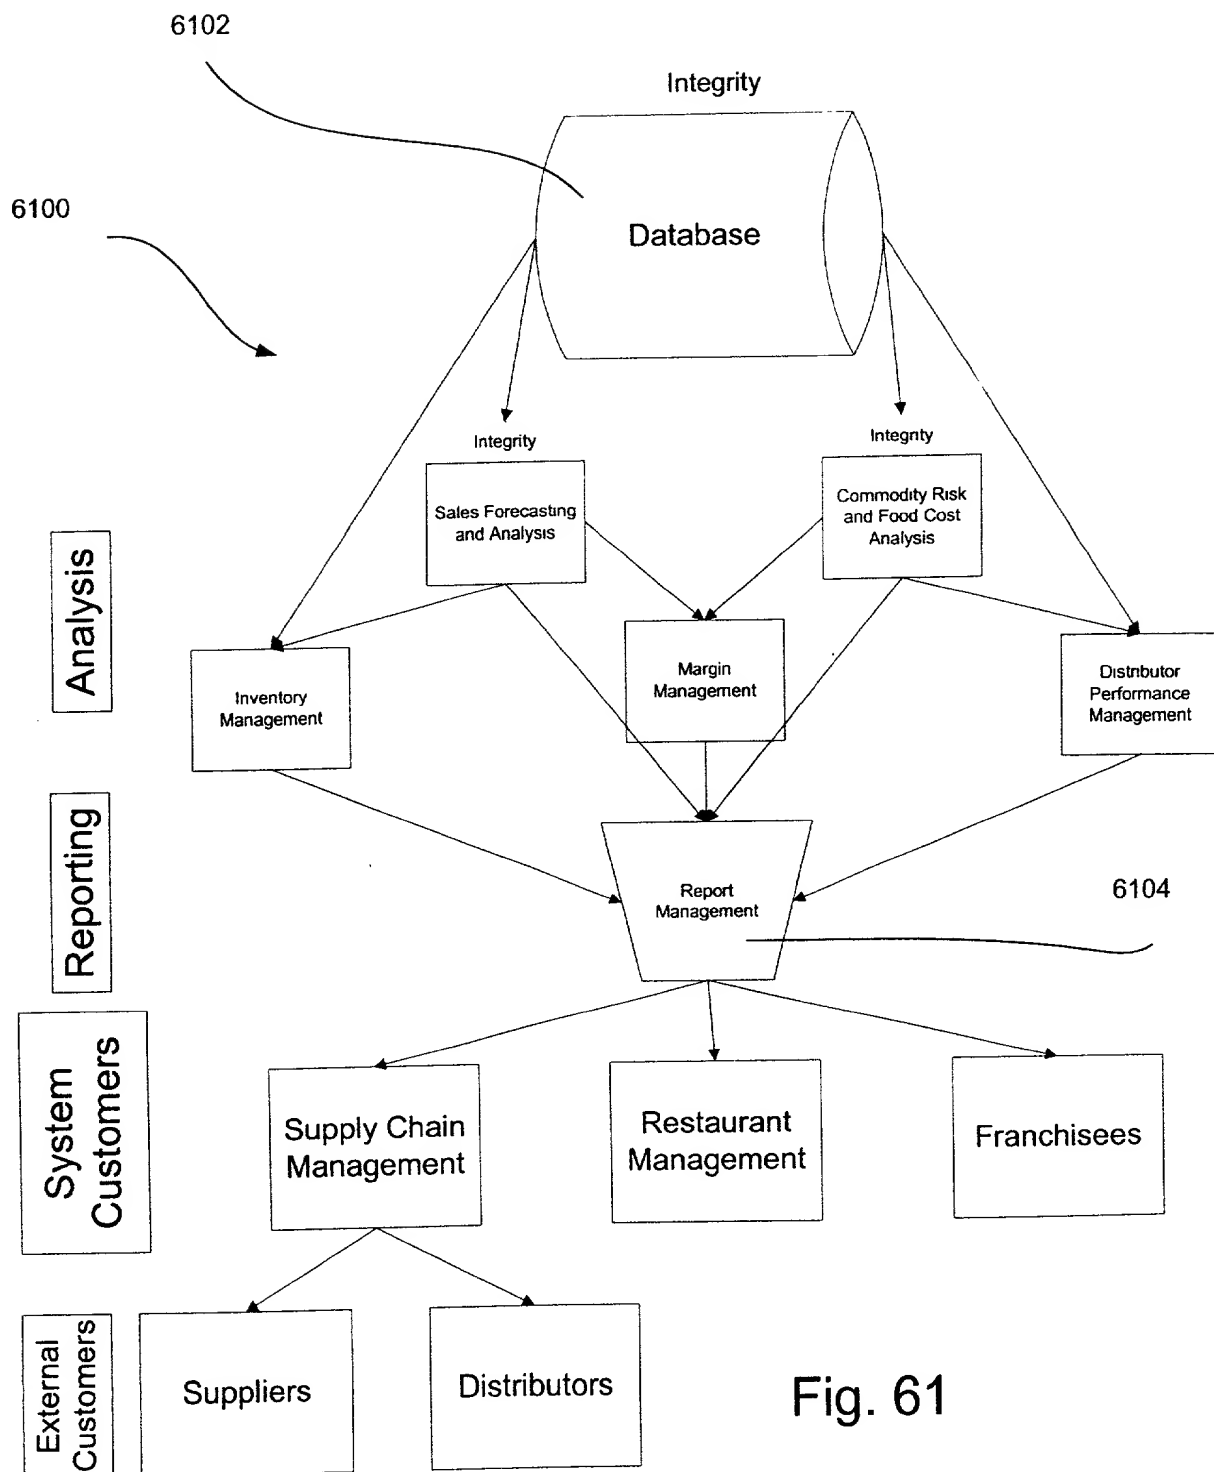 6102
Integrity
6100
Database
Integrity
Integrity
Sales Forecasting
and Analysis
Commodity Risk
and Food Cost
Analysis
Analysis
Inventory
Management
Margin
Management
Distributor
Performance
Management
Reporting
Report
Management
6104
System
Customers
Supply Chain
Management
Restaurant
Management
Franchisees
External
Customers
Suppliers
Distributors
Fig. 61